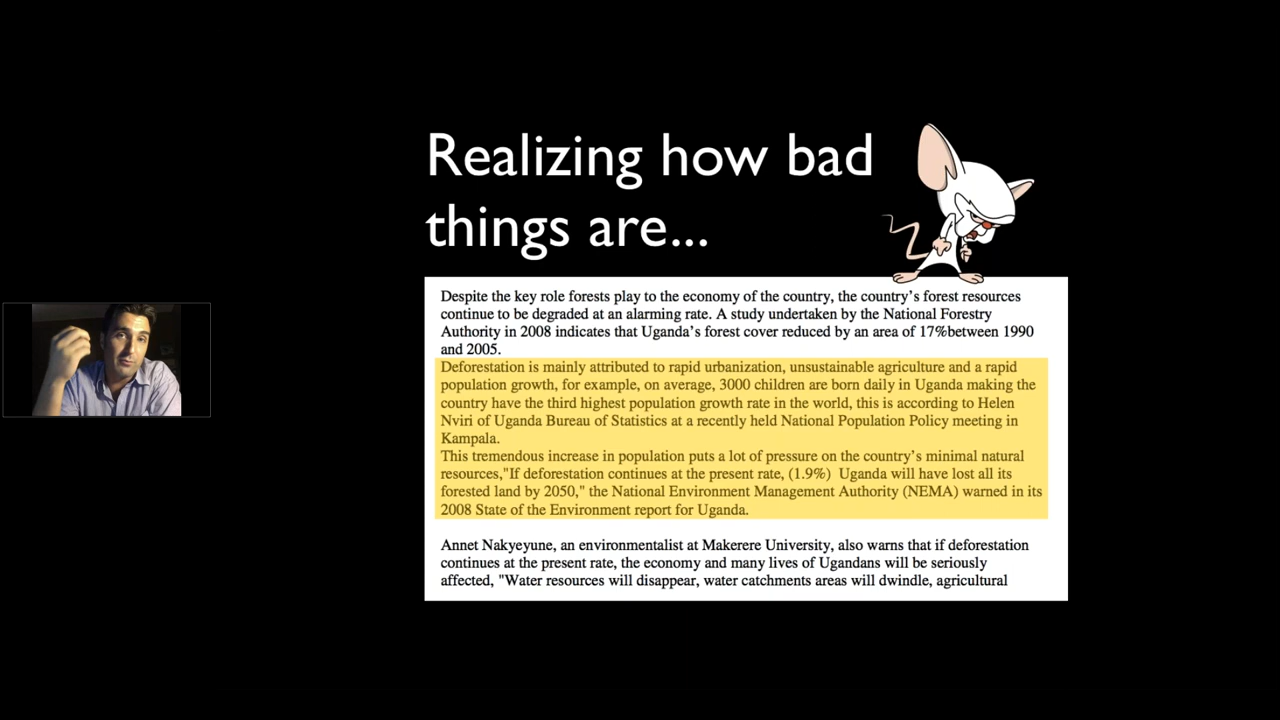 Realizing how bad
things are...
Despite the key role forests play to the economy of the country, the country's forest resources
continue to be degraded at an alarming rate. A study undertaken by the National Forestry
Authority in 2008 indicates that Uganda's forest cover reduced by an area of 17%between 1990
and 2005.
Deforestation is mainly attributed to rapid urbanization, unsustainable agriculture and a rapid
population growth, for example, on average, 3000 children are born daily in Uganda making the
country have the third highest population growth rate in the world, this is according to Helen
Nviri of Uganda Bureau of Statistics at a recently held National Population Policy meeting in
Kampala.
This tremendous increase in population puts a lot of pressure on the country's minimal natural
resources,"If deforestation continues at the present rate, (1.9%)  Uganda will have lost all its
forested land by 2050," the National Environment Management Authority (NEMA) warned in its
2008 State of the Environment report for Uganda.
Annet Nakyeyune, an environmentalist at Makerere University, also warns that if deforestation
continues at the present rate, the economy and many lives of Ugandans will be seriously
affected, "Water resources will disappear, water catchments areas will dwindle, agricultural